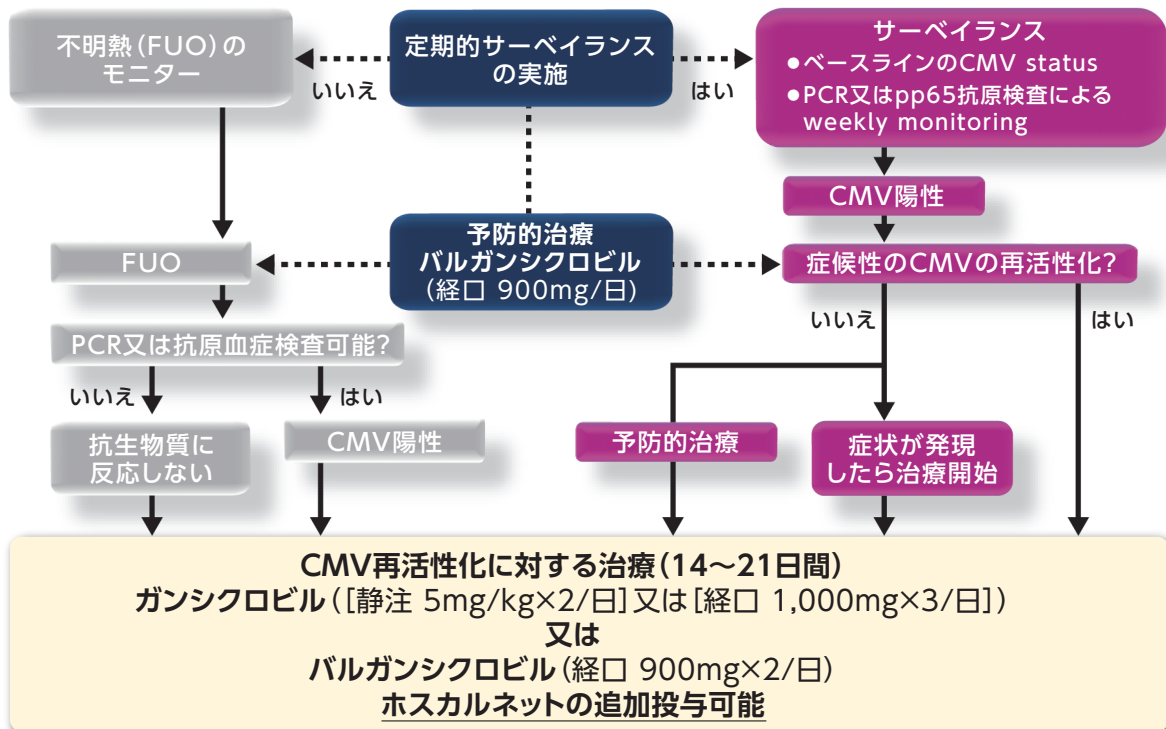 不明熱(FUO)の
モニター
定期的サーベイランス
の実施
いいえ
はい
サーベイランス
●ベースラインのCMV status
●PCR又はpp65抗原検査による
weekly monitoring
CMV陽性
FUO
予防的治療
バルガンシクロビル
(経口 900mg/日)
症候性のCMVの再活性化?
いいえ
はい
PCR又は抗原血症検査可能?
いいえ
はい
抗生物質に
反応しない
CMV陽性
予防的治療
症状が発現
したら治療開始
CMV再活性化に対する治療(14〜21日間)
ガンシクロビル([静注 5mg/kg×2/日]又は[経口 1,000mg×3/日])
又は
バルガンシクロビル(経口 900mg×2/日)
ホスカルネットの追加投与可能